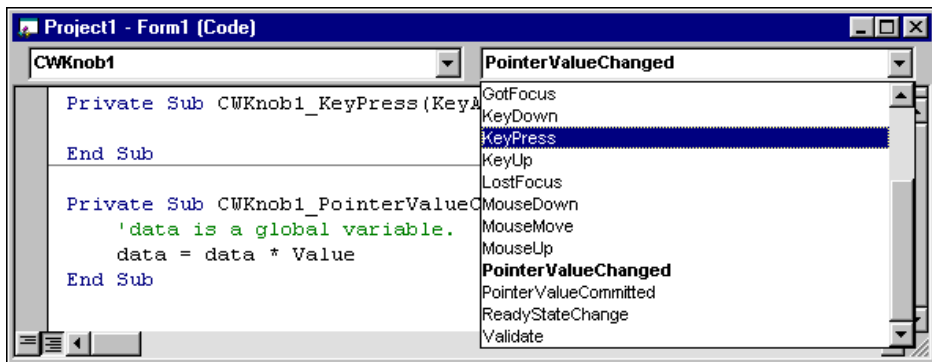 Project1 - Form1 (Code)
CWKnob1
PointerValueChanged
Private Sub CWKnob1_KeyPress(KeyA
End Sub
Private Sub CWKnob1_PointerValueC
'data is a global variable.
data = data * Value
End Sub
GotFocus
KeyDown
KeyPress
KeyUp
LostFocus
MouseDown
MouseMove
MouseUp
PointerValueChanged
PointerValueCommitted
ReadyStateChange
Validate